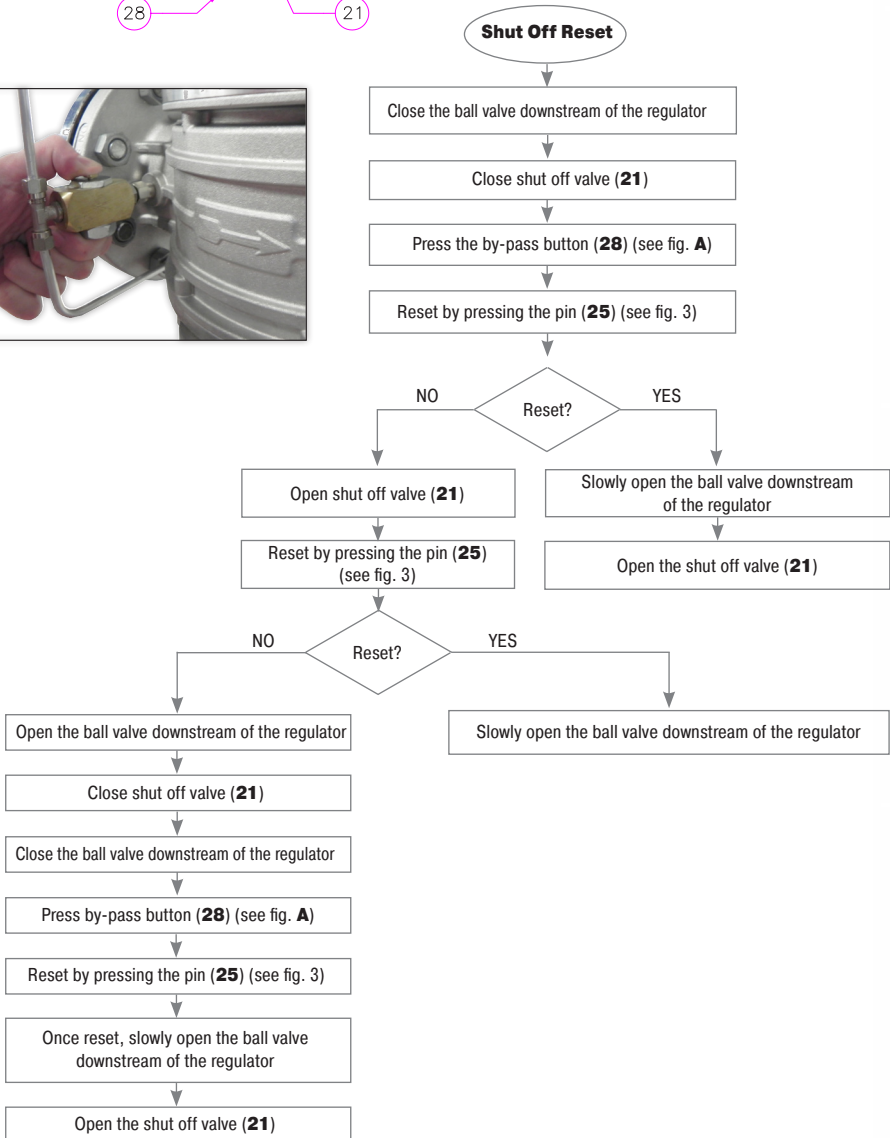 28
21
Shut Off Reset
Close the ball valve downstream of the regulator
Close shut off valve (21)
Press the by-pass button (28) (see fig. A)
Reset by pressing the pin (25) (see fig. 3)
Reset?
NO
YES
Open shut off valve (21)
Slowly open the ball valve downstream
of the regulator
Reset by pressing the pin (25)
(see fig. 3)
Open the shut off valve (21)
Reset?
NO
YES
Open the ball valve downstream of the regulator
Slowly open the ball valve downstream of the regulator
Close shut off valve (21)
Close the ball valve downstream of the regulator
Press by-pass button (28) (see fig. A)
Reset by pressing the pin (25) (see fig. 3)
Once reset, slowly open the ball valve
downstream of the regulator
Open the shut off valve (21)